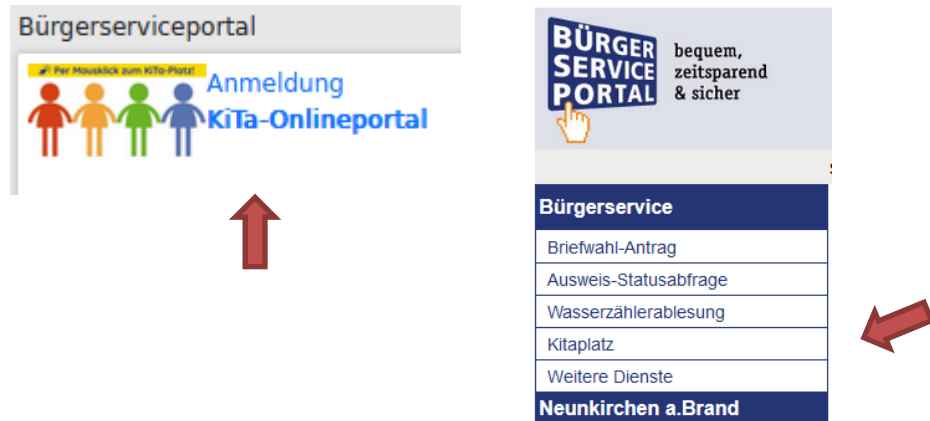 Bürgerserviceportal
Per Mausklick zum KiTa-Platz!
Anmeldung
KiTa-Onlineportal
BÜRGER
SERVICE
PORTAL
bequem,
zeitsparend
& sicher
Bürgerservice
Briefwahl-Antrag
Ausweis-Statusabfrage
Wasserzählerablesung
Kitaplatz
Weitere Dienste
Neunkirchen a.Brand